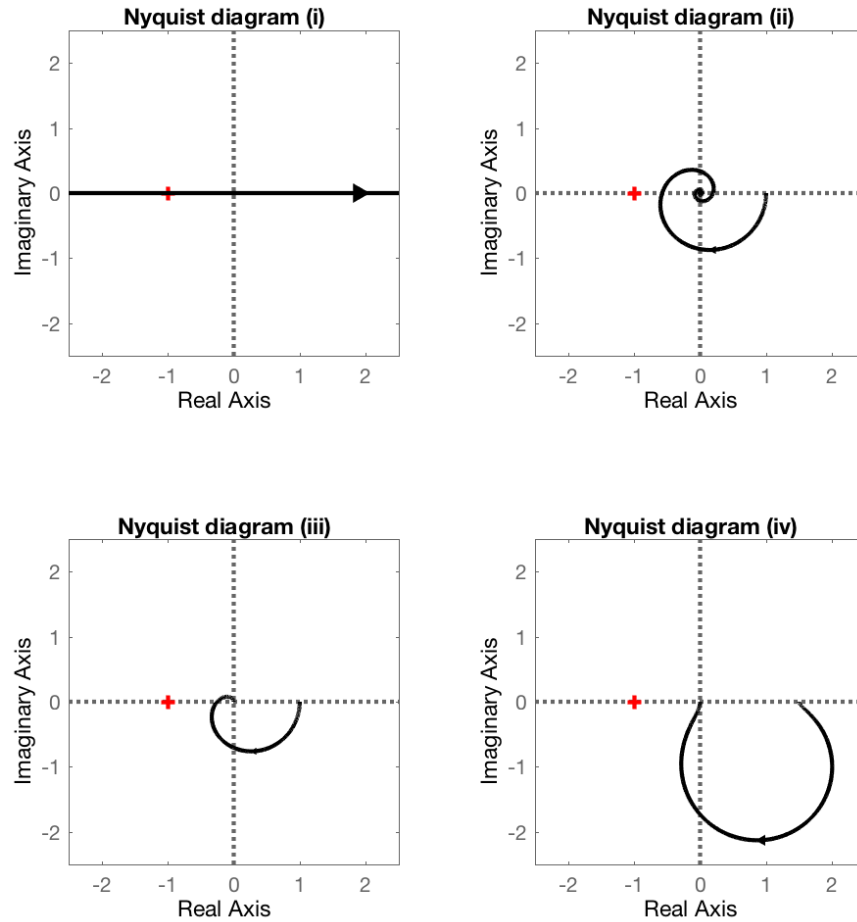 Nyquist diagram (i)
2
1
0
-1
-2
Imaginary Axis
-2 -1 0 1 2
Real Axis
Nyquist diagram (ii)
2
1
0
-1
-2
Imaginary Axis
-2 -1 0 1 2
Real Axis
Nyquist diagram (iii)
2
1
0
-1
-2
Imaginary Axis
-2 -1 0 1 2
Real Axis
Nyquist diagram (iv)
2
1
0
-1
-2
Imaginary Axis
-2 -1 0 1 2
Real Axis